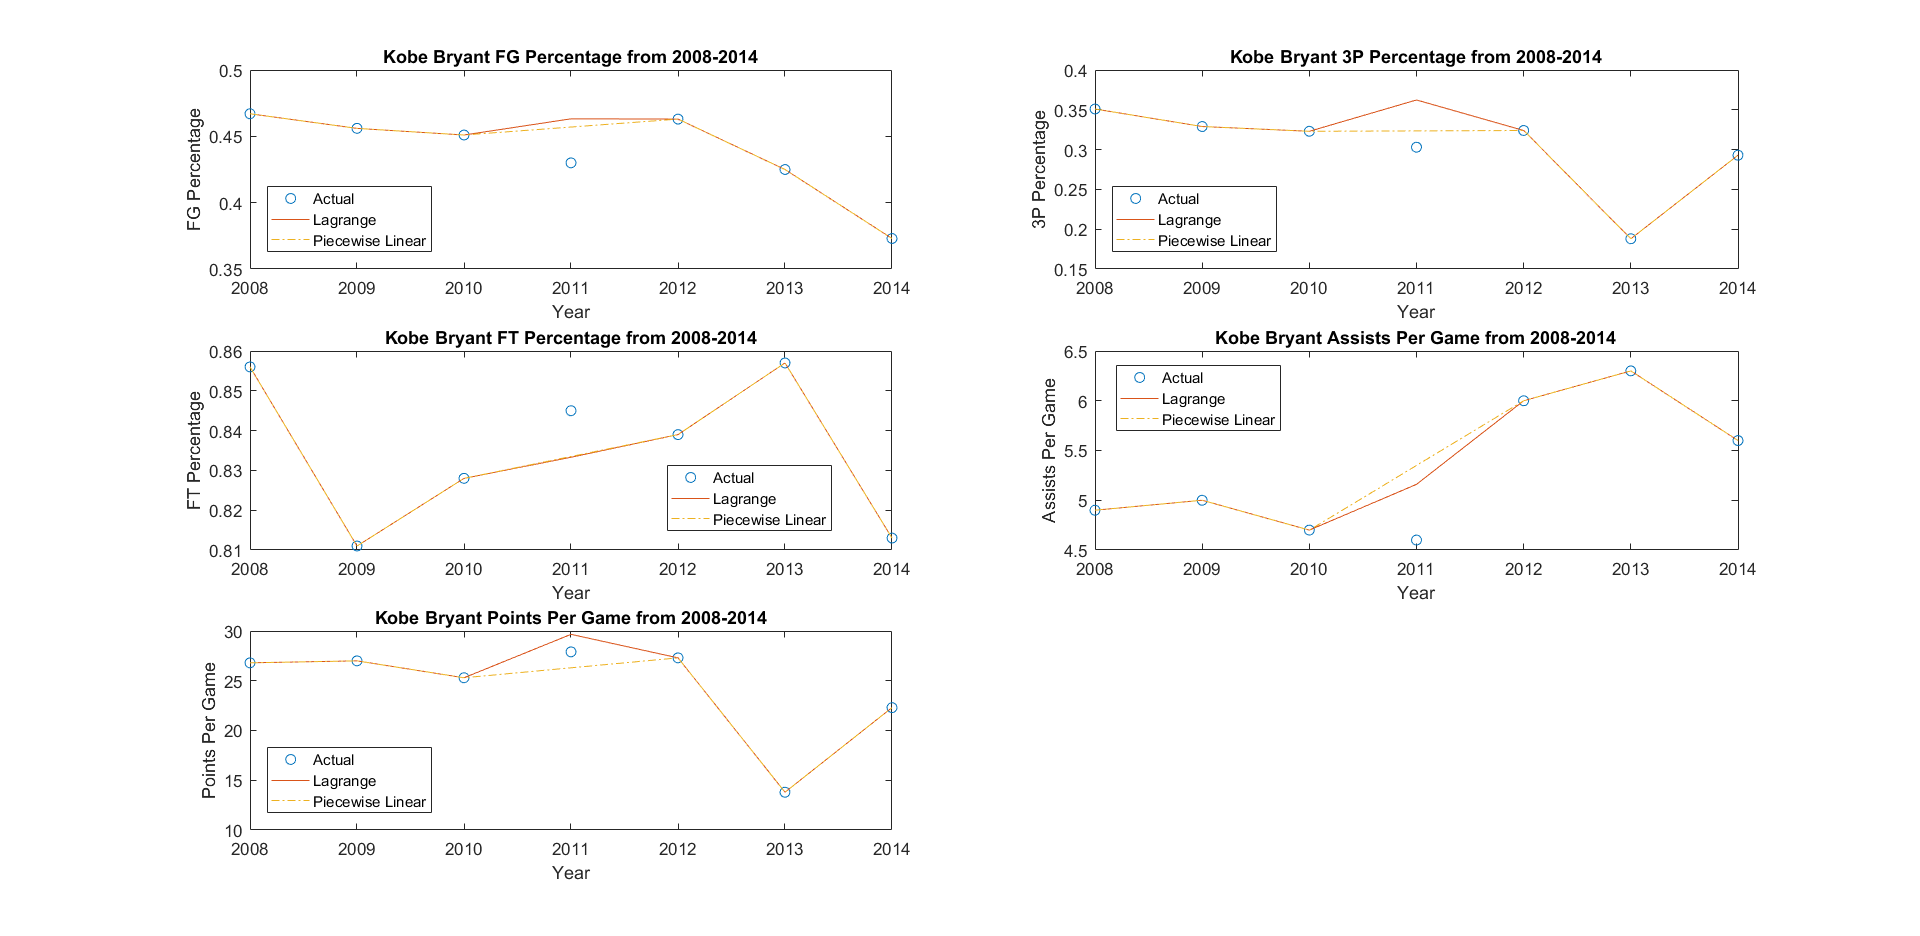 Kobe Bryant FG Percentage from 2008-2014
FG Percentage
0.5
0.45
0.4
0.35
Actual
Lagrange
Piecewise Linear
2008 2009 2010 2011 2012 2013 2014
Year
Kobe Bryant 3P Percentage from 2008-2014
3P Percentage
0.4
0.35
0.3
0.25
0.2
0.15
Actual
Lagrange
Piecewise Linear
2008 2009 2010 2011 2012 2013 2014
Year
Kobe Bryant FT Percentage from 2008-2014
FT Percentage
0.86
0.85
0.84
0.83
0.82
0.81
Actual
Lagrange
Piecewise Linear
2008 2009 2010 2011 2012 2013 2014
Year
Kobe Bryant Assists Per Game from 2008-2014
Assists Per Game
6.5
6
5.5
5
4.5
Actual
Lagrange
Piecewise Linear
2008 2009 2010 2011 2012 2013 2014
Year
Kobe Bryant Points Per Game from 2008-2014
Points Per Game
30
25
20
15
10
Actual
Lagrange
Piecewise Linear
2008 2009 2010 2011 2012 2013 2014
Year